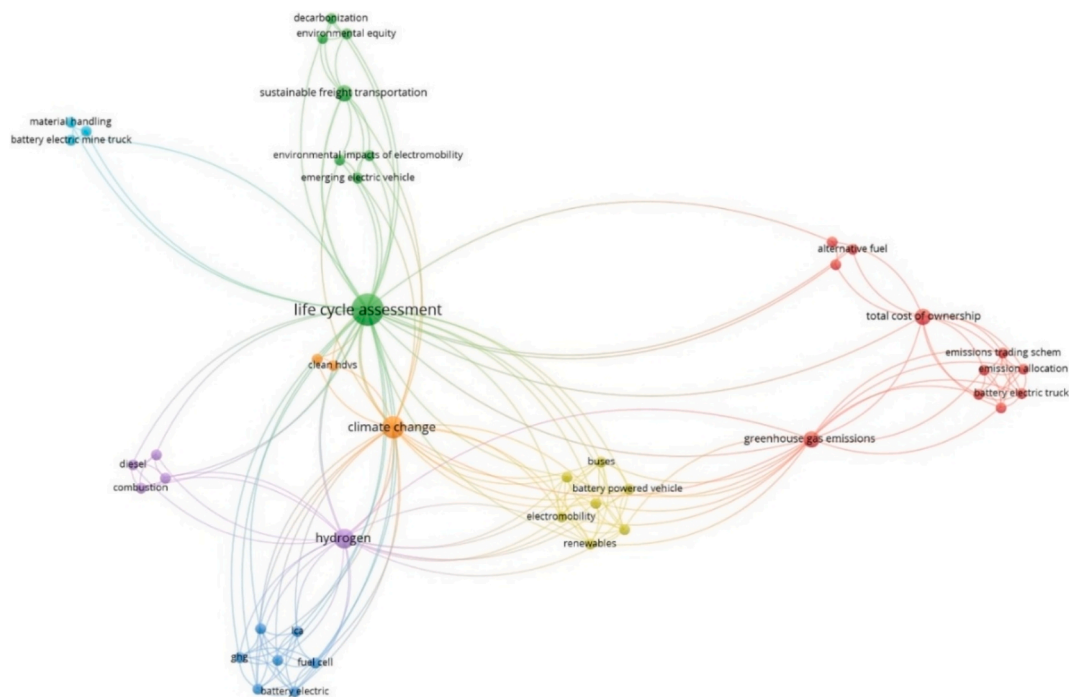 decarbonization
environmental equity
sustainable freight transportation
material handling
battery electric mine truck
environmental impacts of electromobility
emerging electric vehicle
alternative fuel
life cycle assessment
total cost of ownership
emissions trading schem
clean hdvs
emission allocation
battery electric truck
climate change
greenhouse gas emissions
diesel
buses
combustion
battery powered vehicle
electromobility
hydrogen
renewables
lca
ghg
fuel cell
battery electric